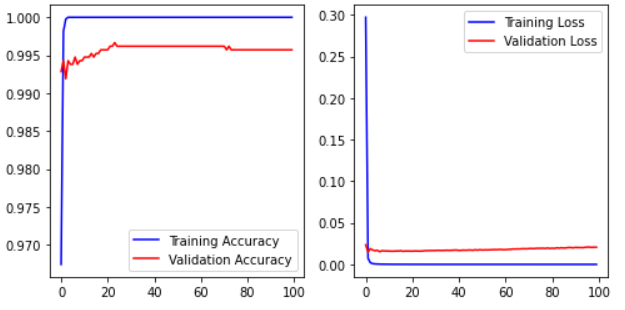 1.000
0.995
0.990
0.985
0.980
0.975
0.970
Training Accuracy
Validation Accuracy
0 20 40 60 80 100
0.30
0.25
0.20
0.15
0.10
0.05
0.00
Training Loss
Validation Loss
0 20 40 60 80 100